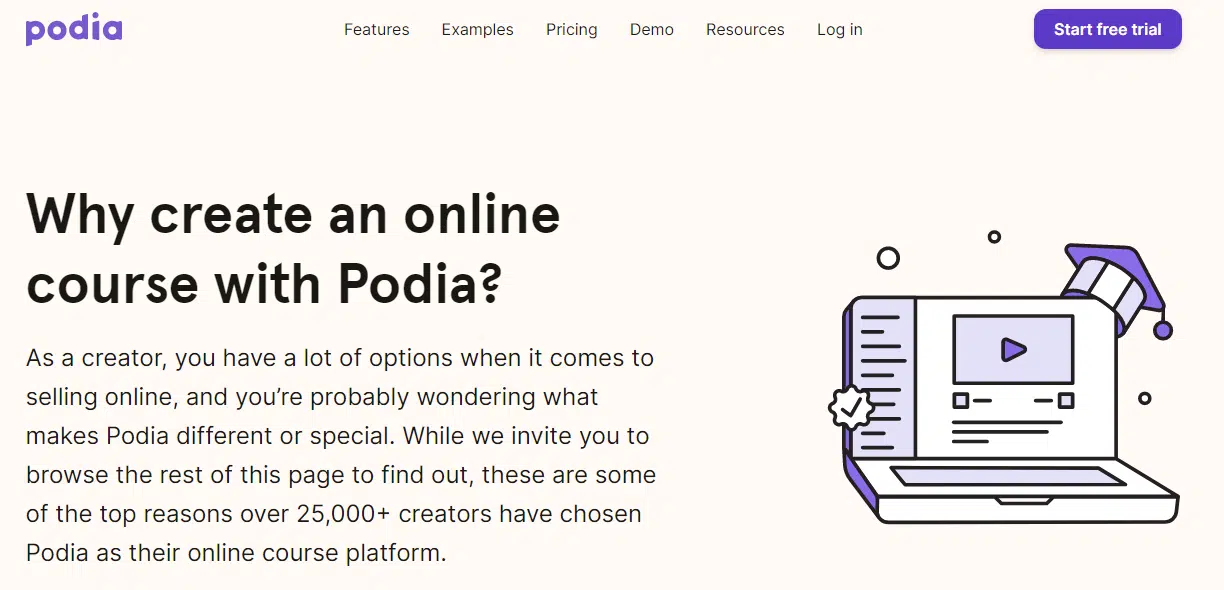 podia
Features
Examples
Pricing
Demo
Resources
Log in
Start free trial
Why create an online
course with Podia?
As a creator, you have a lot of options when it comes to
selling online, and you’re probably wondering what
makes Podia different or special. While we invite you to
browse the rest of this page to find out, these are some
of the top reasons over 25,000+ creators have chosen
Podia as their online course platform.